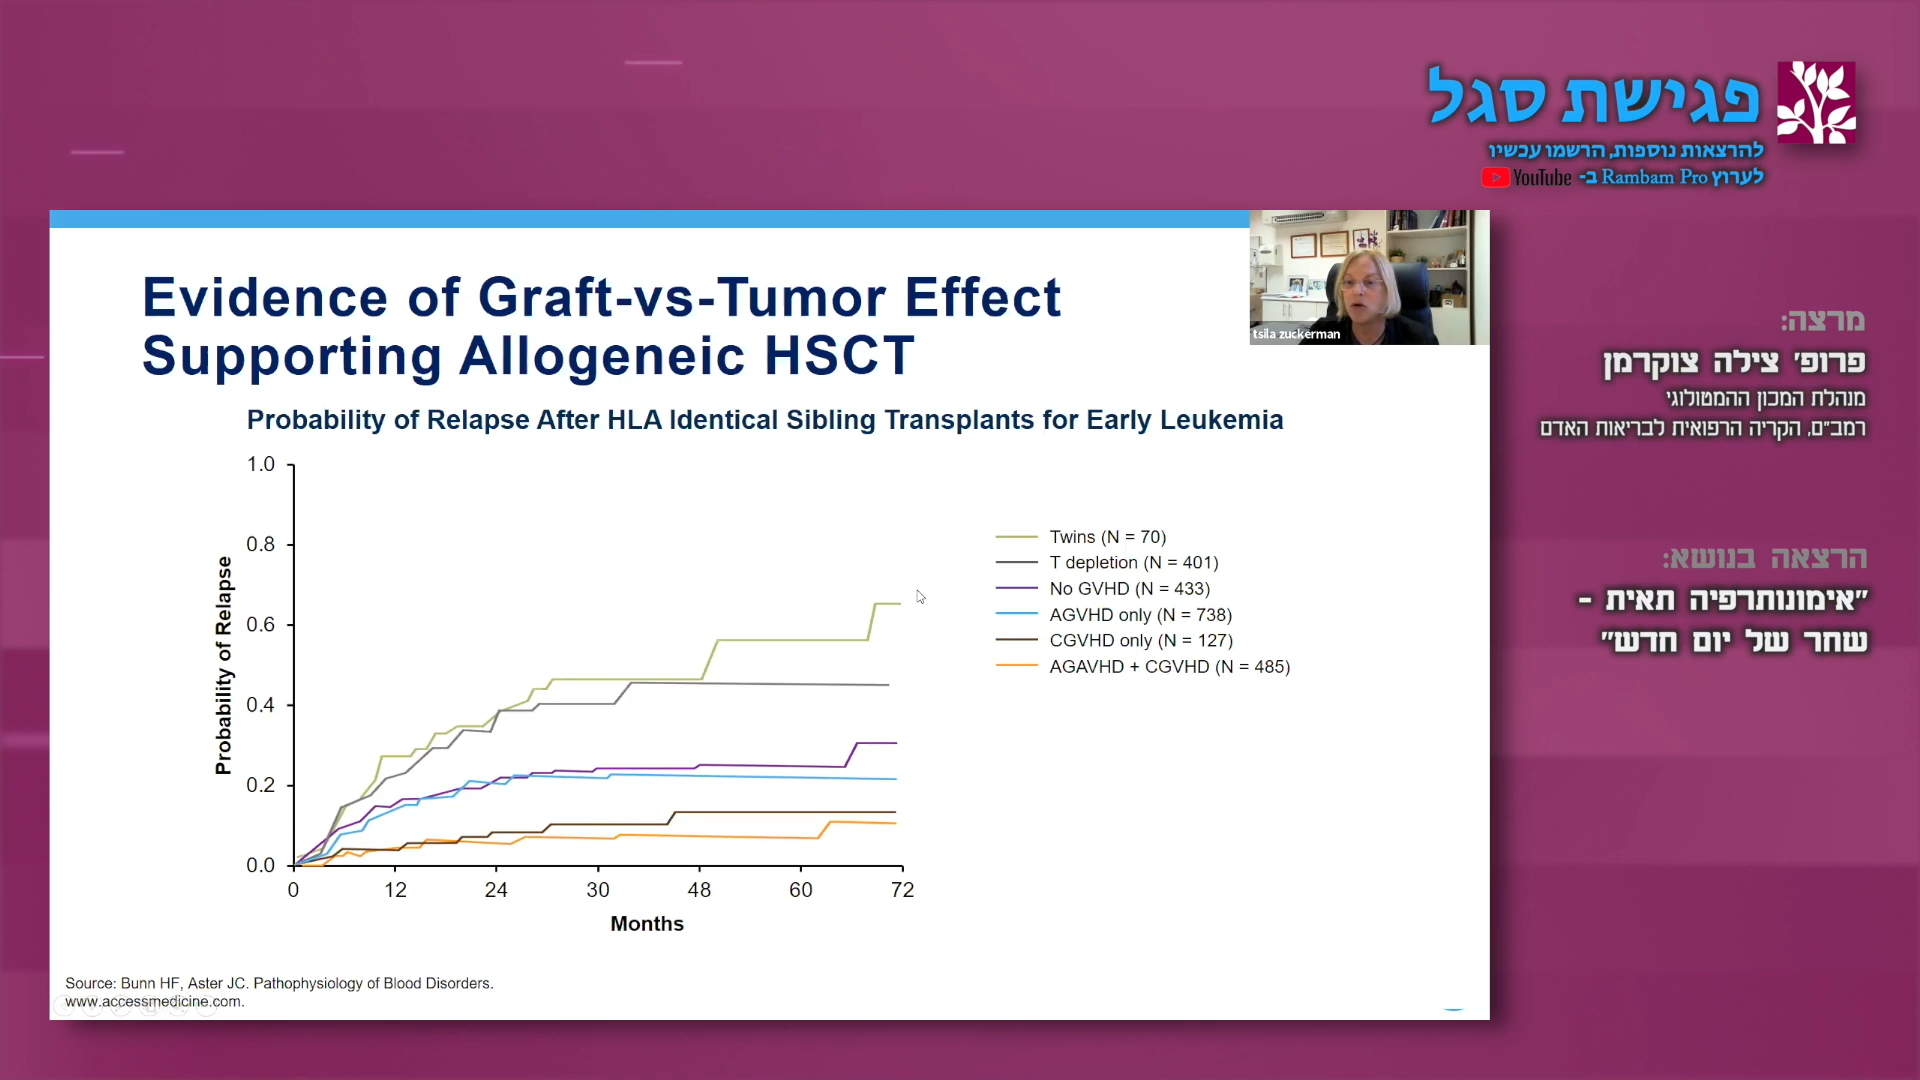 פגישת סגל
להרצאות נוספות, הרשמו עכשיו
לערוץ Rambam Pro ב- YouTube
tsila zuckerman
מרצה:
פרופ' צילה צוקרמן
מנהלת המכון ההמטולוגי
רמב"ם, הקריה הרפואית לבריאות האדם
הרצאה בנושא:
"אימונותרפיה תאית -
שחר של יום חדש"
Evidence of Graft-vs-Tumor Effect
Supporting Allogeneic HSCT
Probability of Relapse After HLA Identical Sibling Transplants for Early Leukemia
Probability of Relapse
1.0
0.8
0.6
0.4
0.2
0.0
0 12 24 30 48 60 72
Months
Twins (N = 70)
T depletion (N = 401)
No GVHD (N = 433)
AGVHD only (N = 738)
CGVHD only (N = 127)
AGAVHD + CGVHD (N = 485)
Source: Bunn HF, Aster JC. Pathophysiology of Blood Disorders.
www.accessmedicine.com.